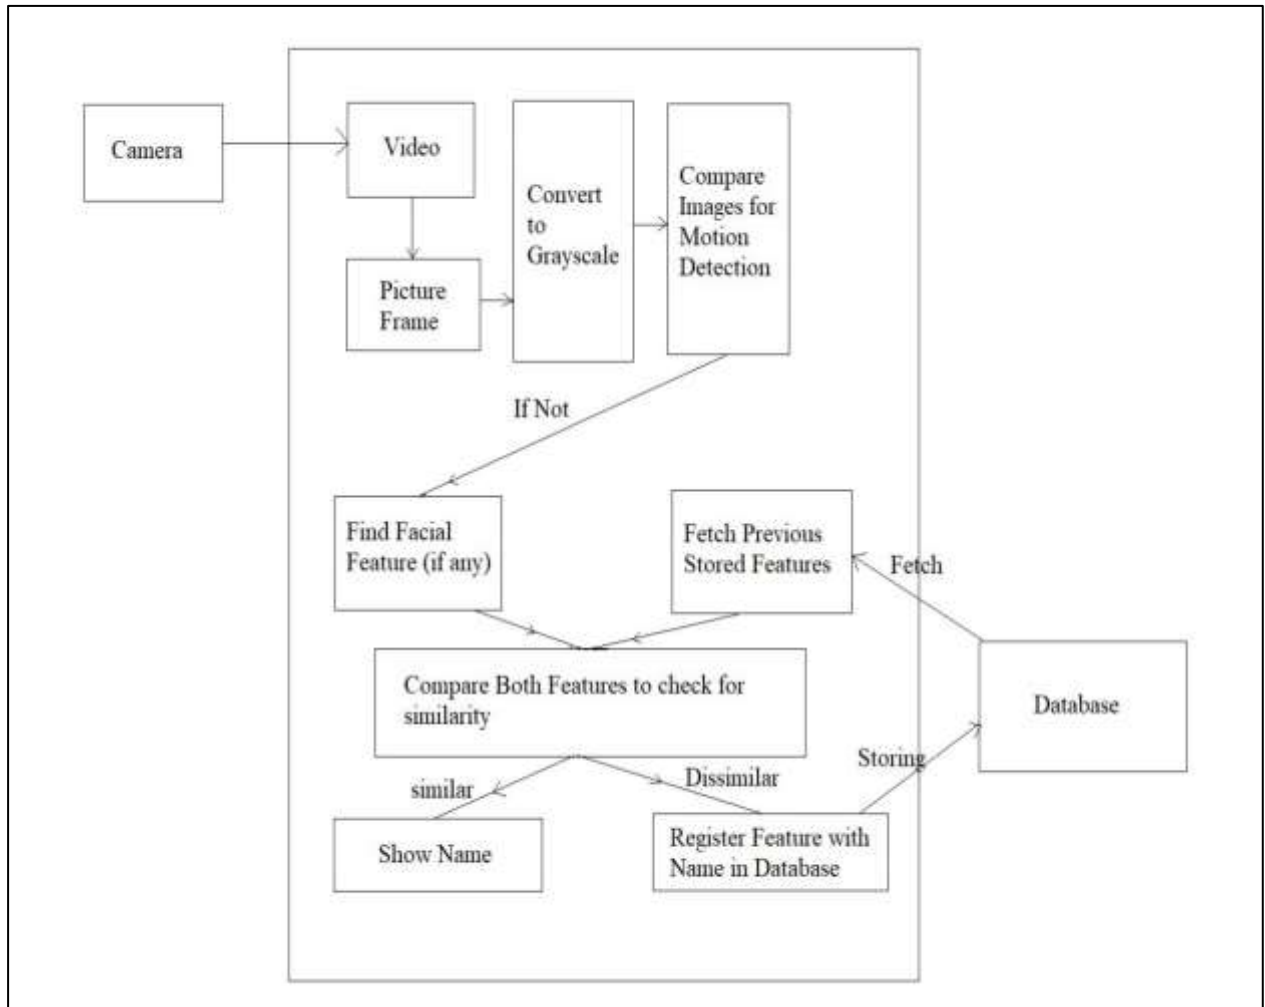 Camera
Video
Convert
to
Grayscale
Compare
Images for
Motion
Detection
Picture
Frame
If Not
Find Facial
Feature (if any)
Fetch Previous
Stored Features
Fetch
Compare Both Features to check for
similarity
Database
Storing
similar
Dissimilar
Show Name
Register Feature with
Name in Database